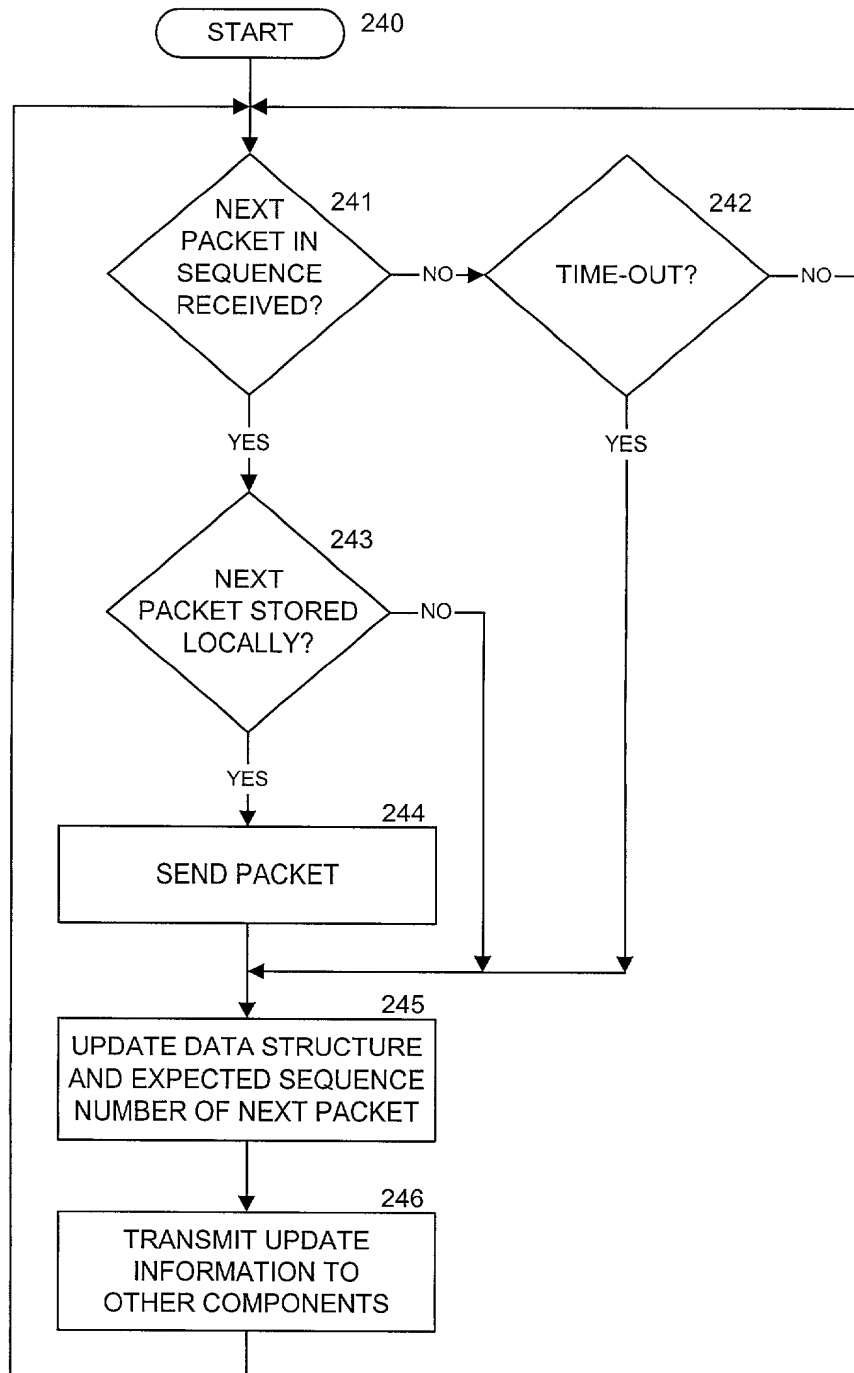 START
240
NEXT
PACKET IN
SEQUENCE
RECEIVED?
241
NO
TIME-OUT?
242
NO
YES
YES
NEXT
PACKET STORED
LOCALLY?
243
NO
YES
244
SEND PACKET
245
UPDATE DATA STRUCTURE
AND EXPECTED SEQUENCE
NUMBER OF NEXT PACKET
246
TRANSMIT UPDATE
INFORMATION TO
OTHER COMPONENTS